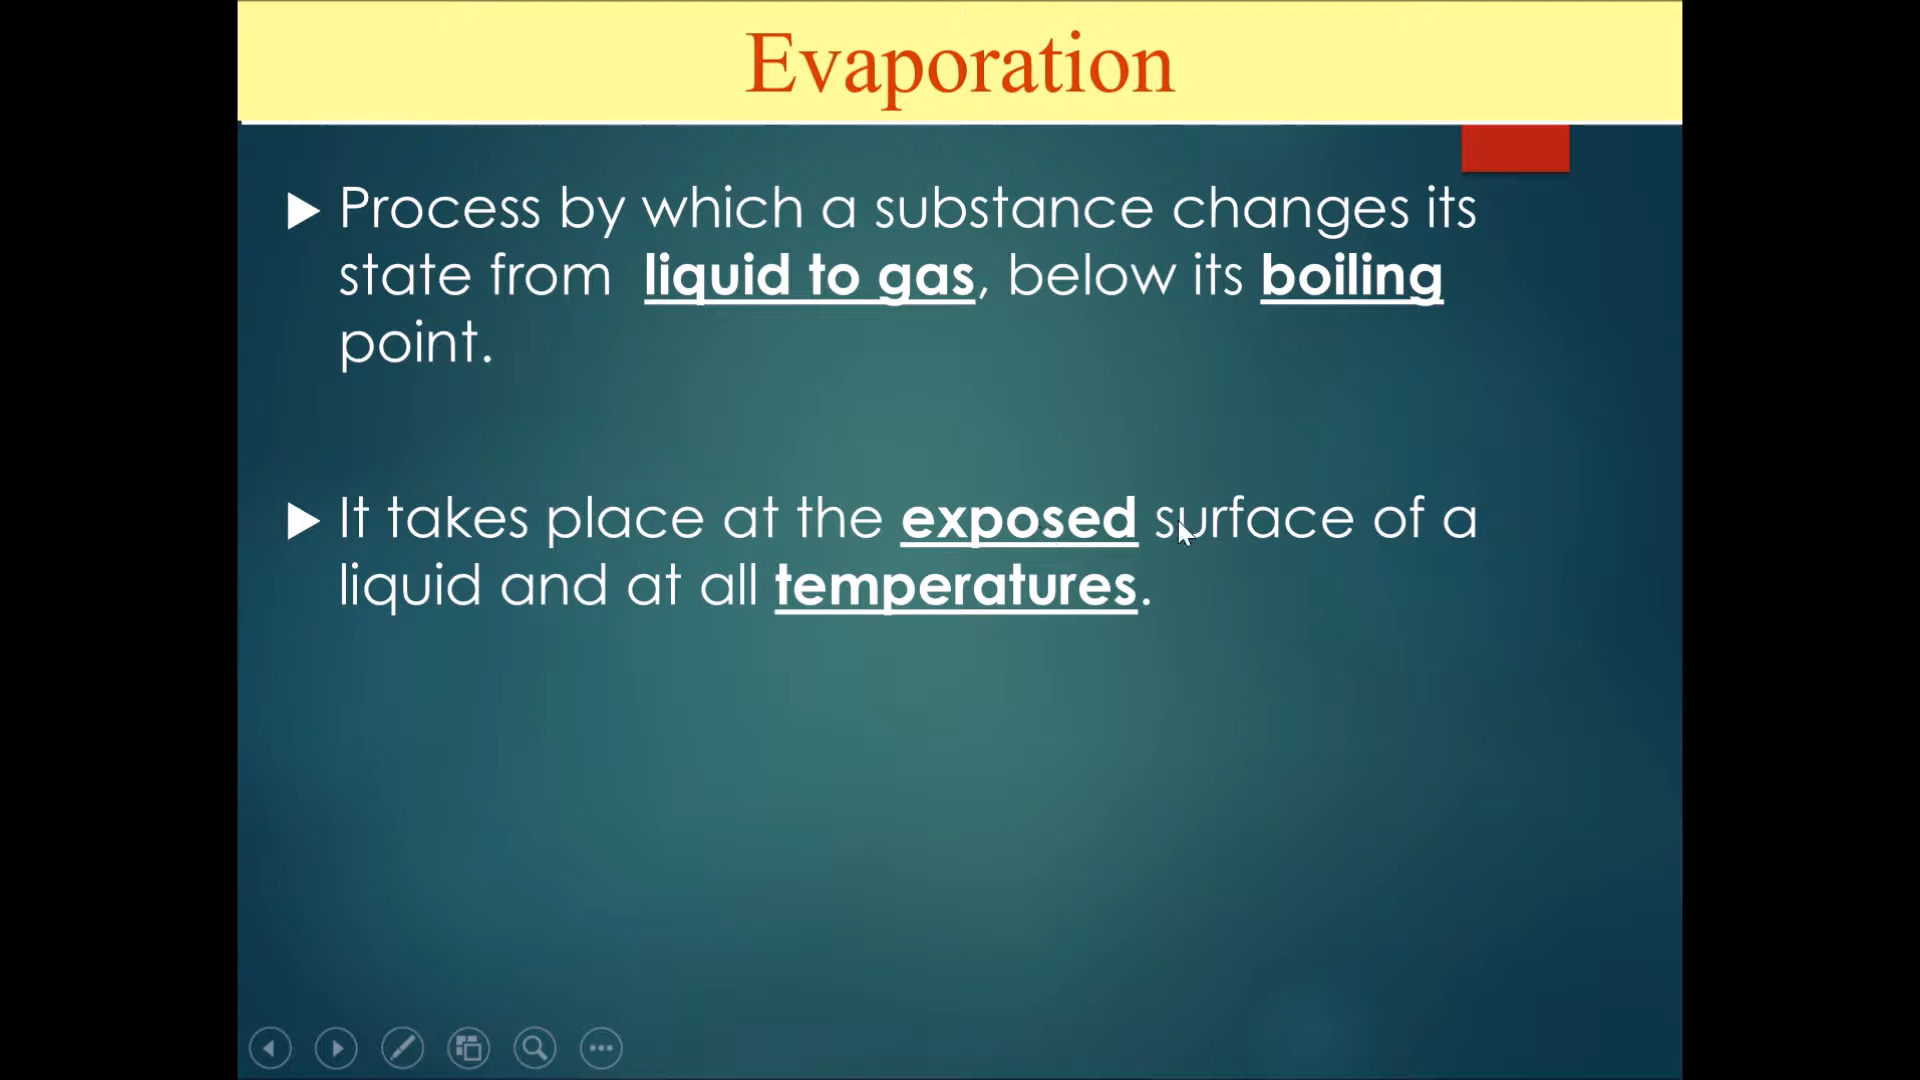 Evaporation
Process by which a substance changes its
state from liquid to gas, below its boiling
point.
It takes place at the exposed surface of a
liquid and at all temperatures.